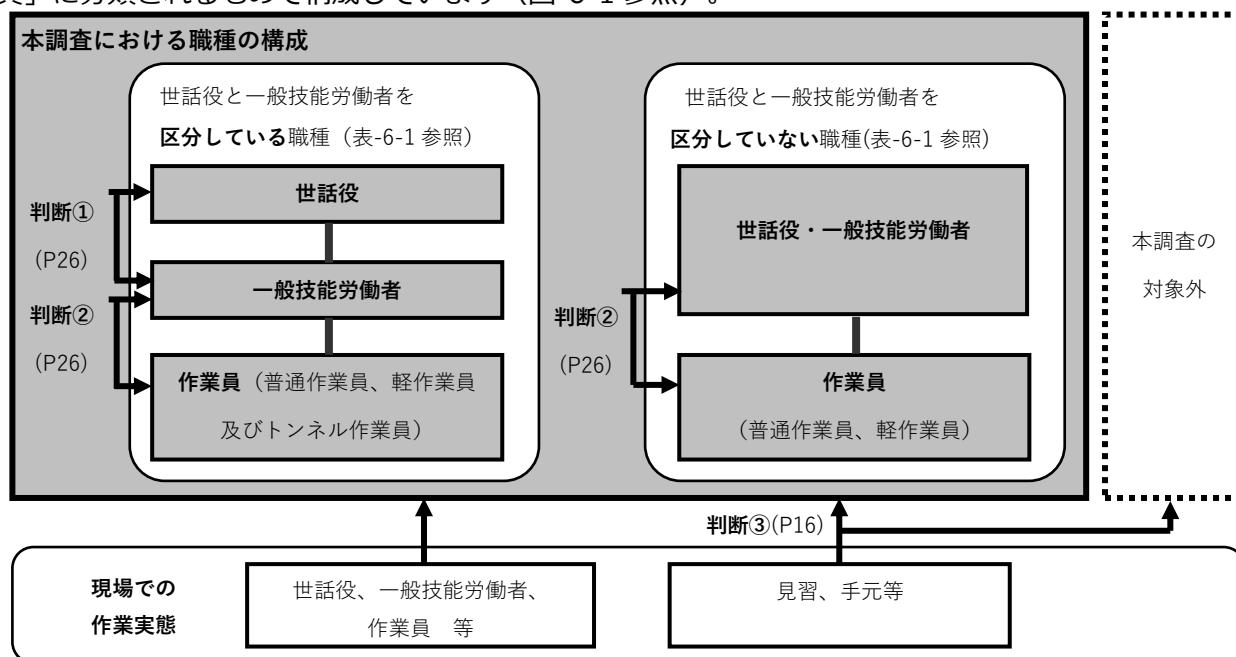 員」に分類されるもので構成しています（図-6-1 参照）。
本調査における職種の構成
世話役と一般技能労働者を
区分している職種（表-6-1 参照）
世話役
一般技能労働者
作業員（普通作業員、軽作業員
及びトンネル作業員）
判断①
(P26)
判断②
(P26)
世話役と一般技能労働者を
区分していない職種(表-6-1 参照)
世話役・一般技能労働者
作業員
（普通作業員、軽作業員）
判断②
(P26)
本調査の
対象外
判断③(P16)
現場での
作業実態
世話役、一般技能労働者、
作業員　等
見習、手元等